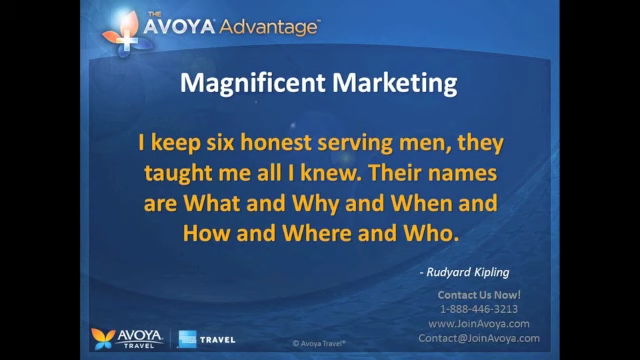 THE
AVOYA Advantage™
Magnificent Marketing
I keep six honest serving men, they
taught me all I knew. Their names
are What and Why and When and
How and Where and Who.
- Rudyard Kipling
Contact Us Now!
1-888-446-3213
www.JoinAvoya.com
Contact@JoinAvoya.com
AVOYA
TRAVEL
TRAVEL
© Avoya Travel®